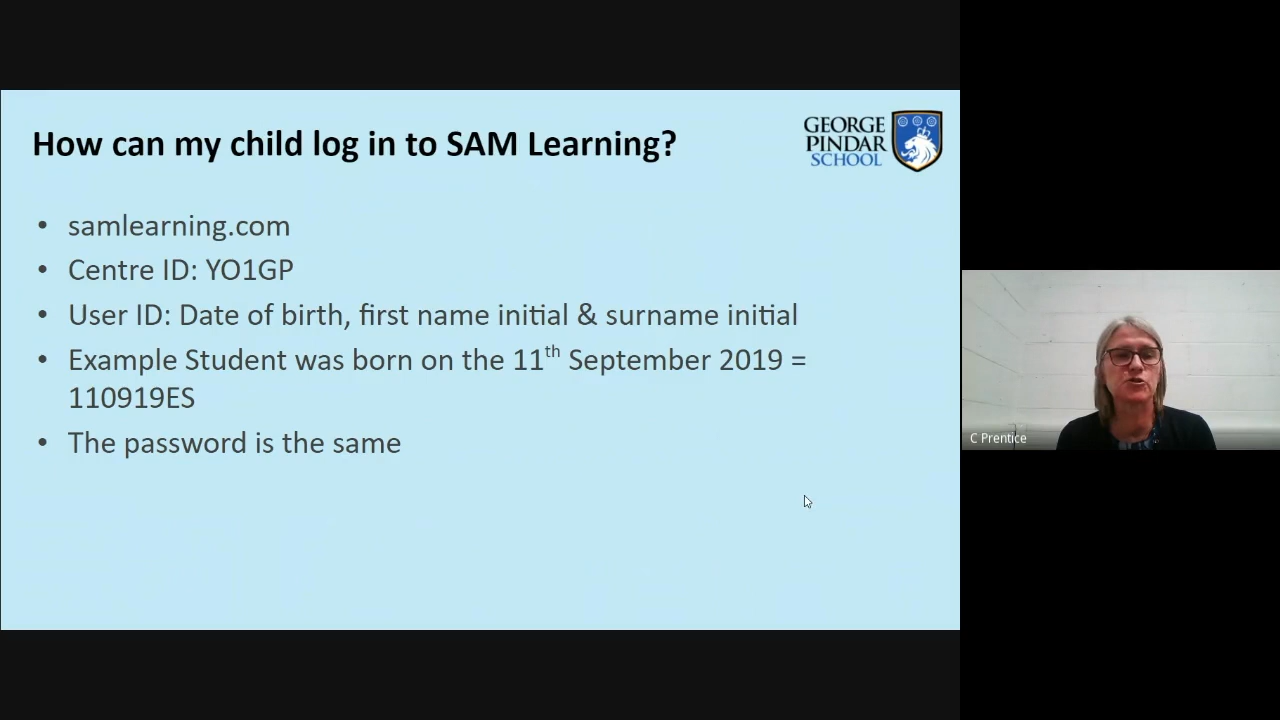 How can my child log in to SAM Learning?
GEORGE
PINDAR
SCHOOL
• samlearning.com
• Centre ID: YO1GP
• User ID: Date of birth, first name initial & surname initial
• Example Student was born on the 11th September 2019 =
110919ES
• The password is the same
C Prentice